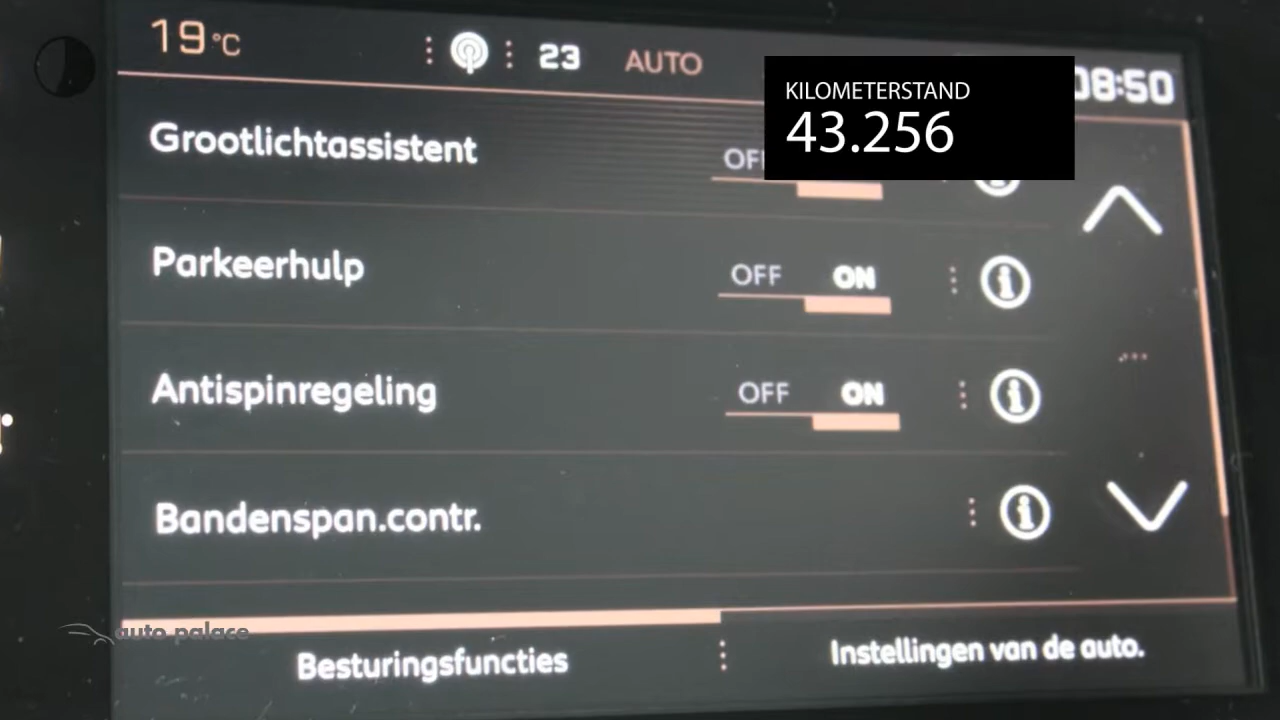 19°C 23 AUTO 08:50
KILOMETERSTAND
43.256
Grootlichtassistent OFF
Parkeerhulp OFF ON
Antispinregeling OFF ON
Bandenspan.contr.
auto palace
Besturingsfuncties Instellingen van de auto.